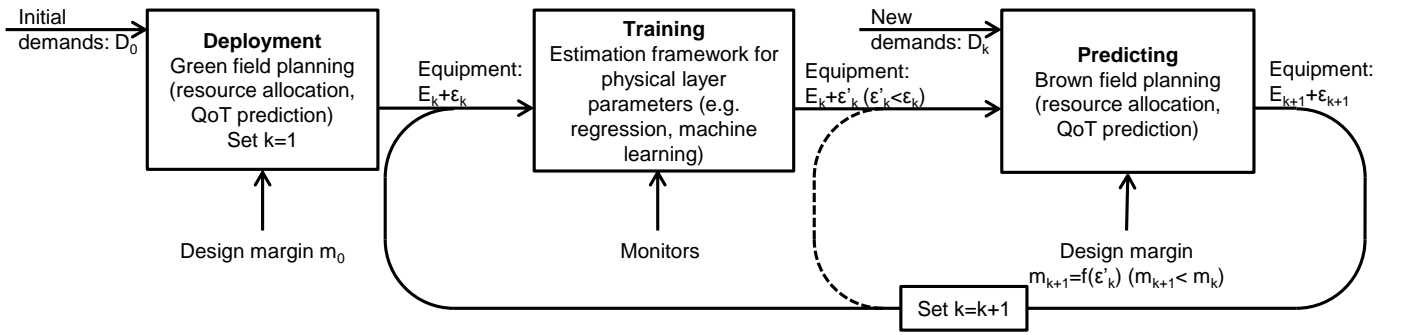 Initial
demands: D₀
Deployment
Green field planning
(resource allocation,
QoT prediction)
Set k=1
Design margin m₀
Equipment:
Eₖ+εₖ
Training
Estimation framework for
physical layer
parameters (e.g.
regression, machine
learning)
Monitors
Equipment:
Eₖ+ε'ₖ (ε'ₖ<εₖ)
New
demands: Dₖ
Predicting
Brown field planning
(resource allocation,
QoT prediction)
Design margin
mₖ₊₁=f(ε'ₖ) (mₖ₊₁< mₖ)
Equipment:
Eₖ₊₁+εₖ₊₁
Set k=k+1